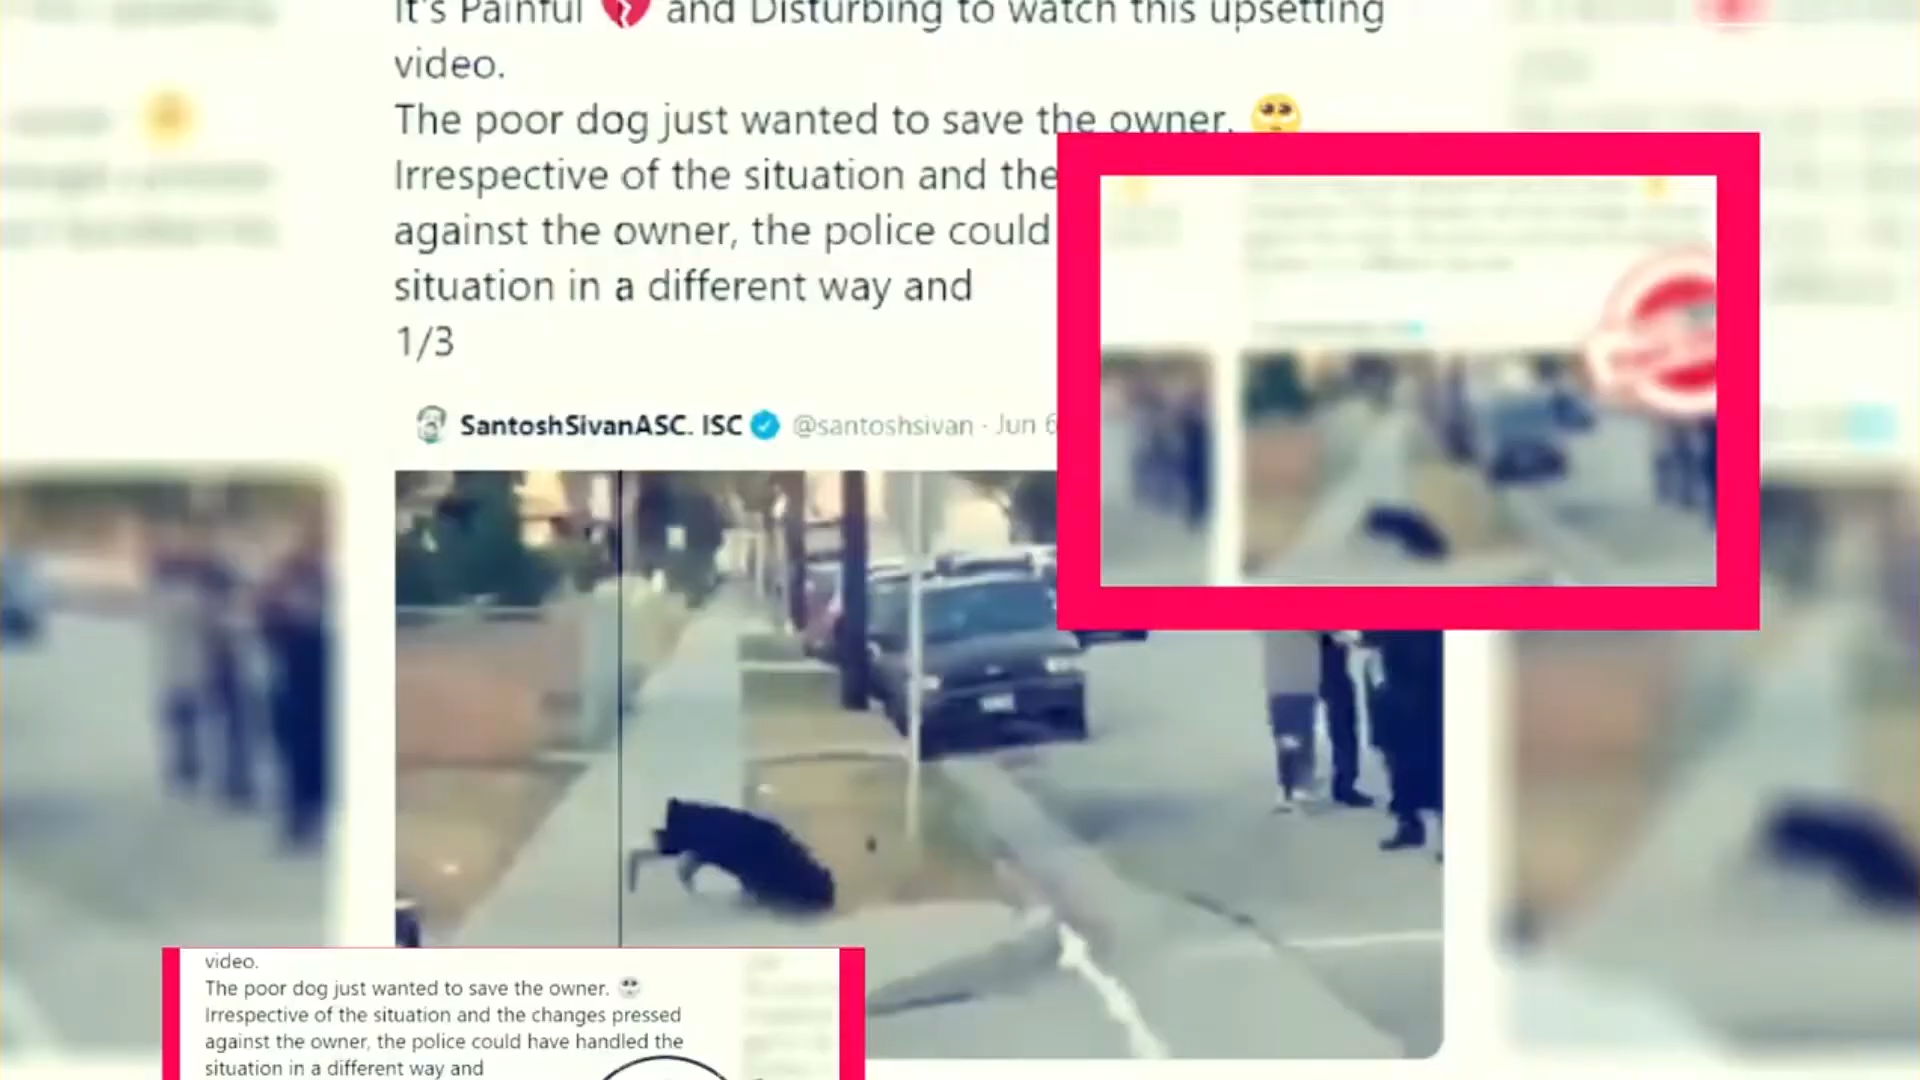 It's Painful 💔 and Disturbing to watch this upsetting
video.
The poor dog just wanted to save the owner. 🥺
Irrespective of the situation and the
against the owner, the police could
situation in a different way and
1/3
SantoshSivanASC. ISC @santoshsivan · Jun 6
video.
The poor dog just wanted to save the owner. 🥺
Irrespective of the situation and the changes pressed
against the owner, the police could have handled the
situation in a different way and